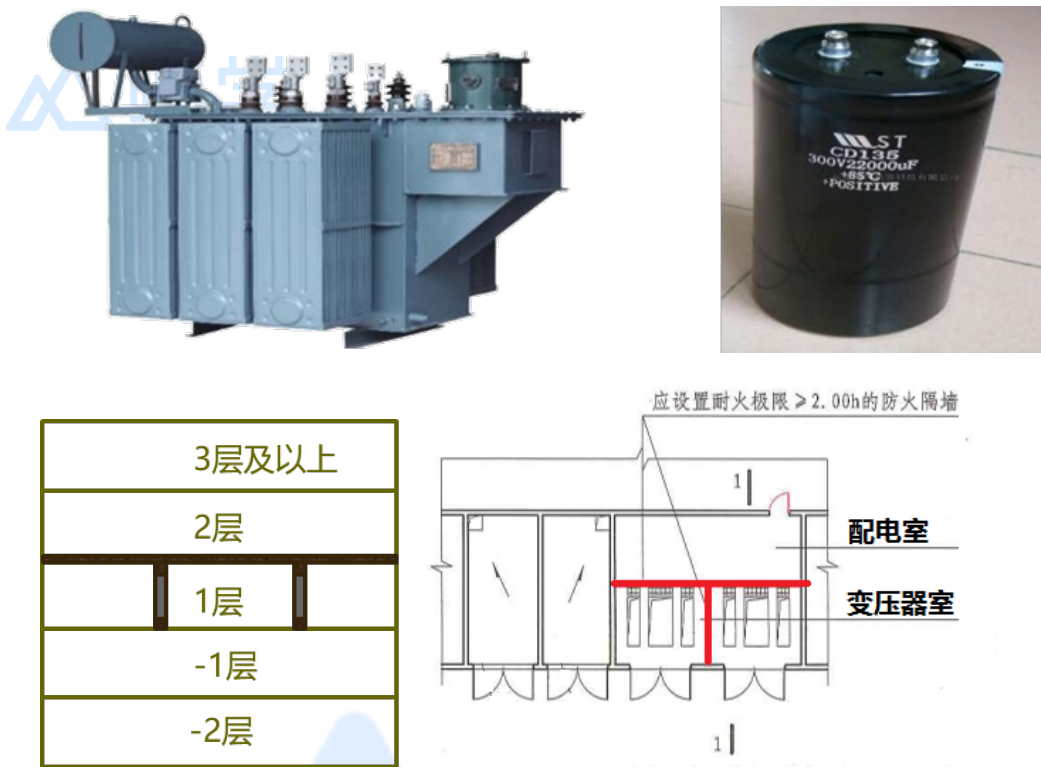 ST
CD135
300V22000uF
+85℃
+POSITIVE
应设置耐火极限≥2.00h的防火隔墙
3层及以上
2层
1层
-1层
-2层
1
配电室
变压器室
1